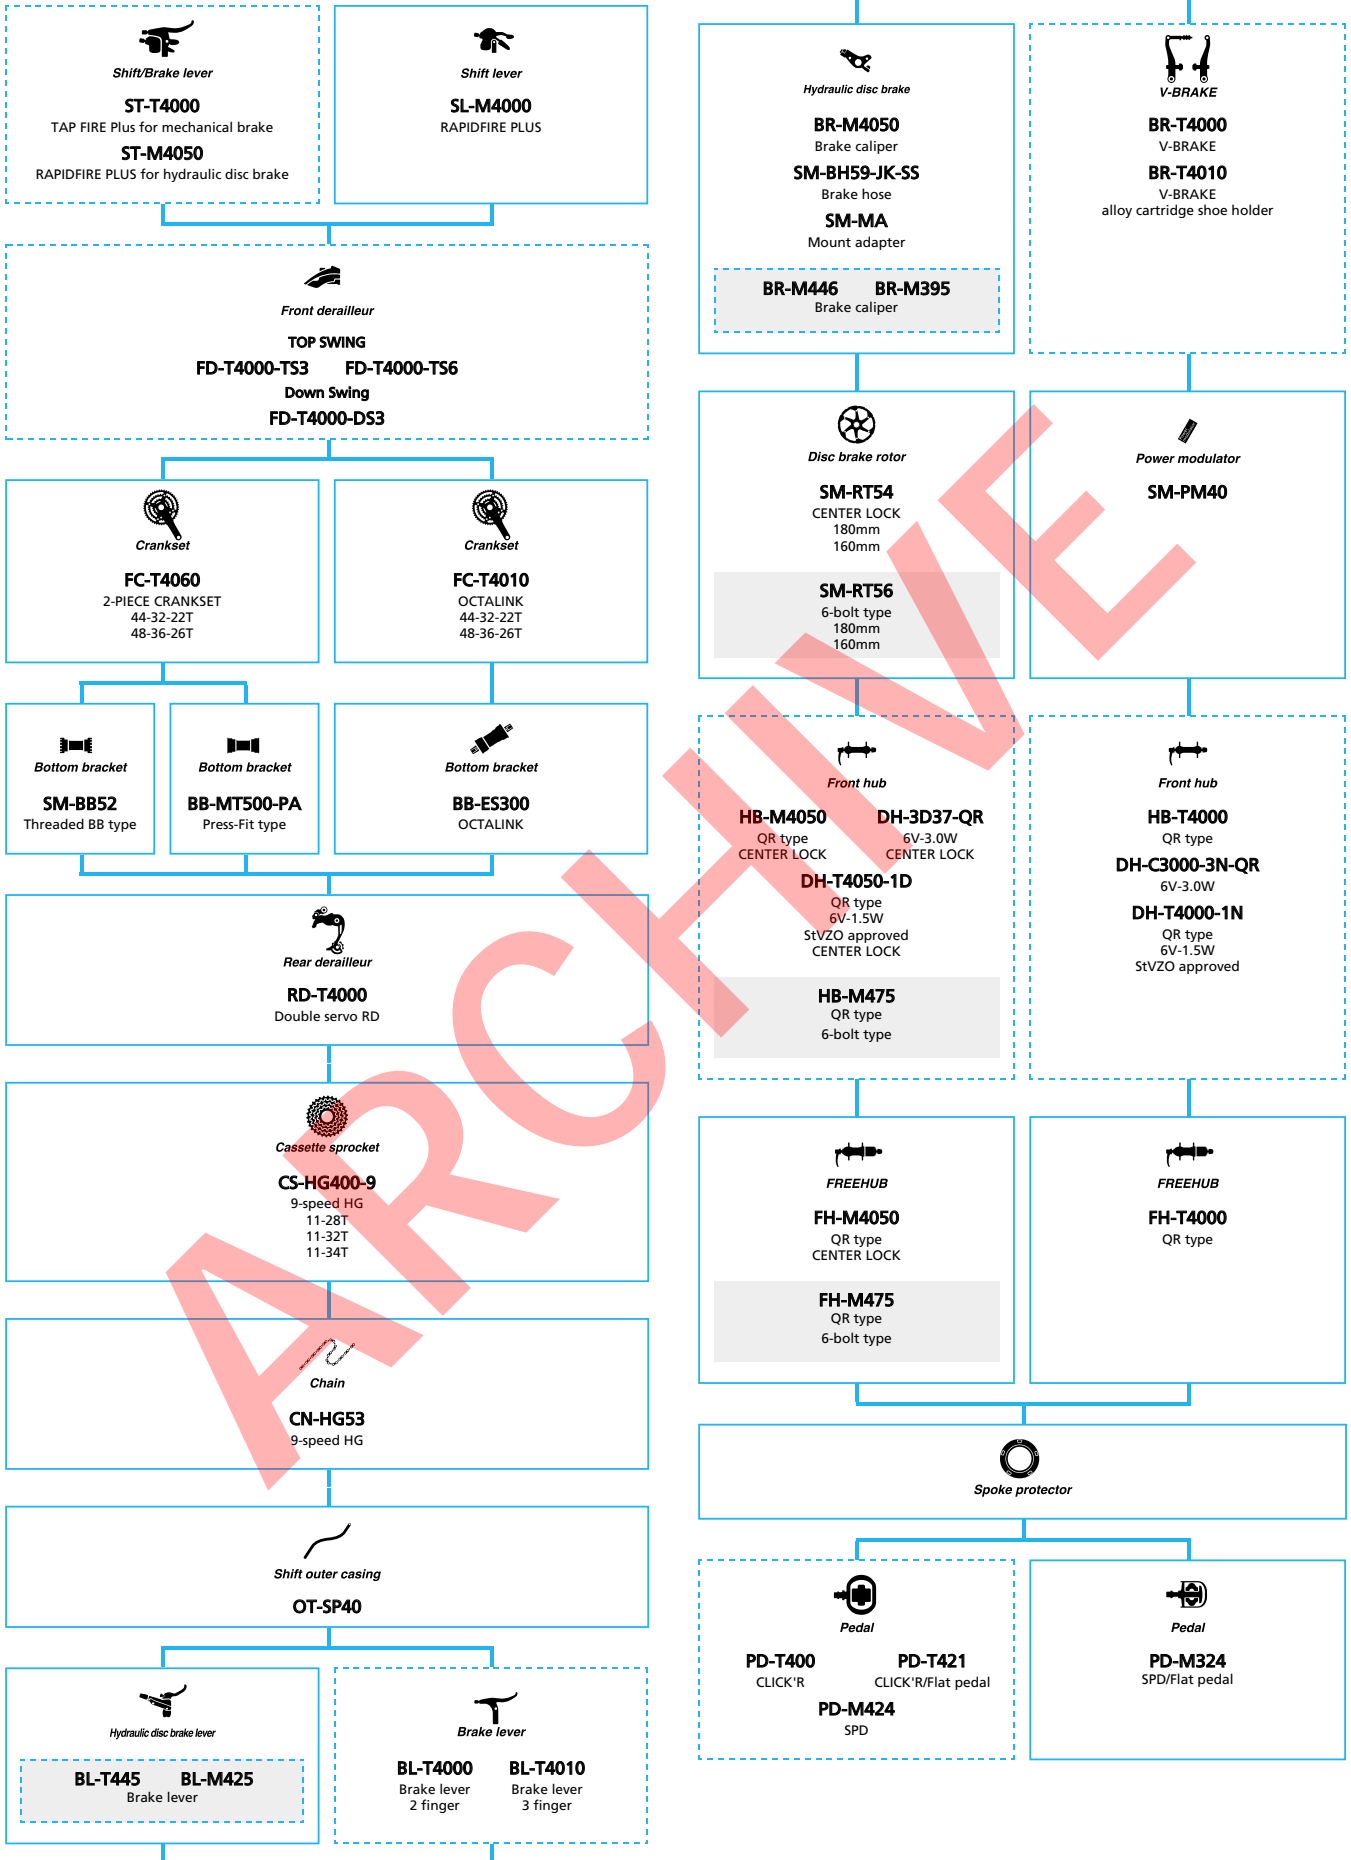 Shift/Brake lever
ST-T4000
TAP FIRE Plus for mechanical brake
ST-M4050
RAPIDFIRE PLUS for hydraulic disc brake
Shift lever
SL-M4000
RAPIDFIRE PLUS
Front derailleur
TOP SWING
FD-T4000-TS3 FD-T4000-TS6
Down Swing
FD-T4000-DS3
Crankset
FC-T4060
2-PIECE CRANKSET
44-32-22T
48-36-26T
Crankset
FC-T4010
OCTALINK
44-32-22T
48-36-26T
Bottom bracket
SM-BB52
Threaded BB type
Bottom bracket
BB-MT500-PA
Press-Fit type
Bottom bracket
BB-ES300
OCTALINK
Rear derailleur
RD-T4000
Double servo RD
Cassette sprocket
CS-HG400-9
9-speed HG
11-28T
11-32T
11-34T
Chain
CN-HG53
9-speed HG
Shift outer casing
OT-SP40
Hydraulic disc brake lever
BL-T445 BL-M425
Brake lever
Brake lever
BL-T4000 BL-T4010
Brake lever Brake lever
2 finger 3 finger
Hydraulic disc brake
BR-M4050
Brake caliper
SM-BH59-JK-SS
Brake hose
SM-MA
Mount adapter
BR-M446 BR-M395
Brake caliper
V-BRAKE
BR-T4000
V-BRAKE
BR-T4010
V-BRAKE
alloy cartridge shoe holder
Disc brake rotor
SM-RT54
CENTER LOCK
180mm
160mm
SM-RT56
6-bolt type
180mm
160mm
Power modulator
SM-PM40
Front hub
HB-M4050 DH-3D37-QR
QR type 6V-3.0W
CENTER LOCK CENTER LOCK
DH-T4050-1D
QR type
6V-1.5W
StVZO approved
CENTER LOCK
HB-M475
QR type
6-bolt type
Front hub
HB-T4000
QR type
DH-C3000-3N-QR
6V-3.0W
DH-T4000-1N
QR type
6V-1.5W
StVZO approved
FREEHUB
FH-M4050
QR type
CENTER LOCK
FH-M475
QR type
6-bolt type
FREEHUB
FH-T4000
QR type
Spoke protector
Pedal
PD-T400 PD-T421
CLICK'R CLICK'R/Flat pedal
PD-M424
SPD
Pedal
PD-M324
SPD/Flat pedal
ARCHIVE